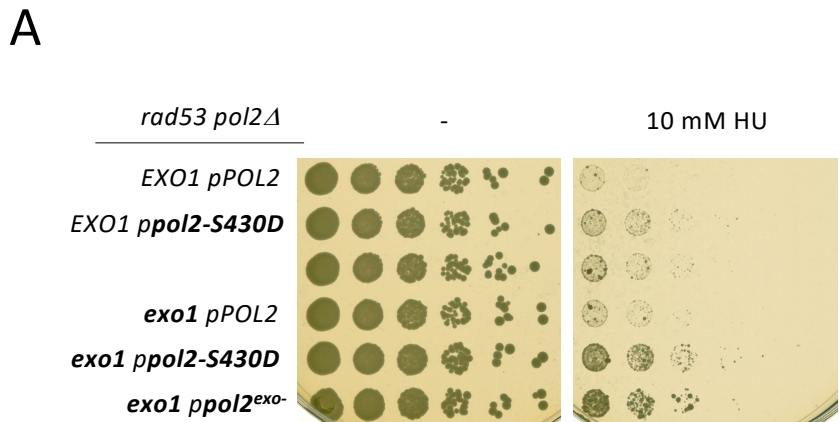 A
rad53 pol2Δ - 10 mM HU
EXO1 pPOL2
EXO1 ppol2-S430D
exo1 pPOL2
exo1 ppol2-S430D
exo1 ppol2exo-